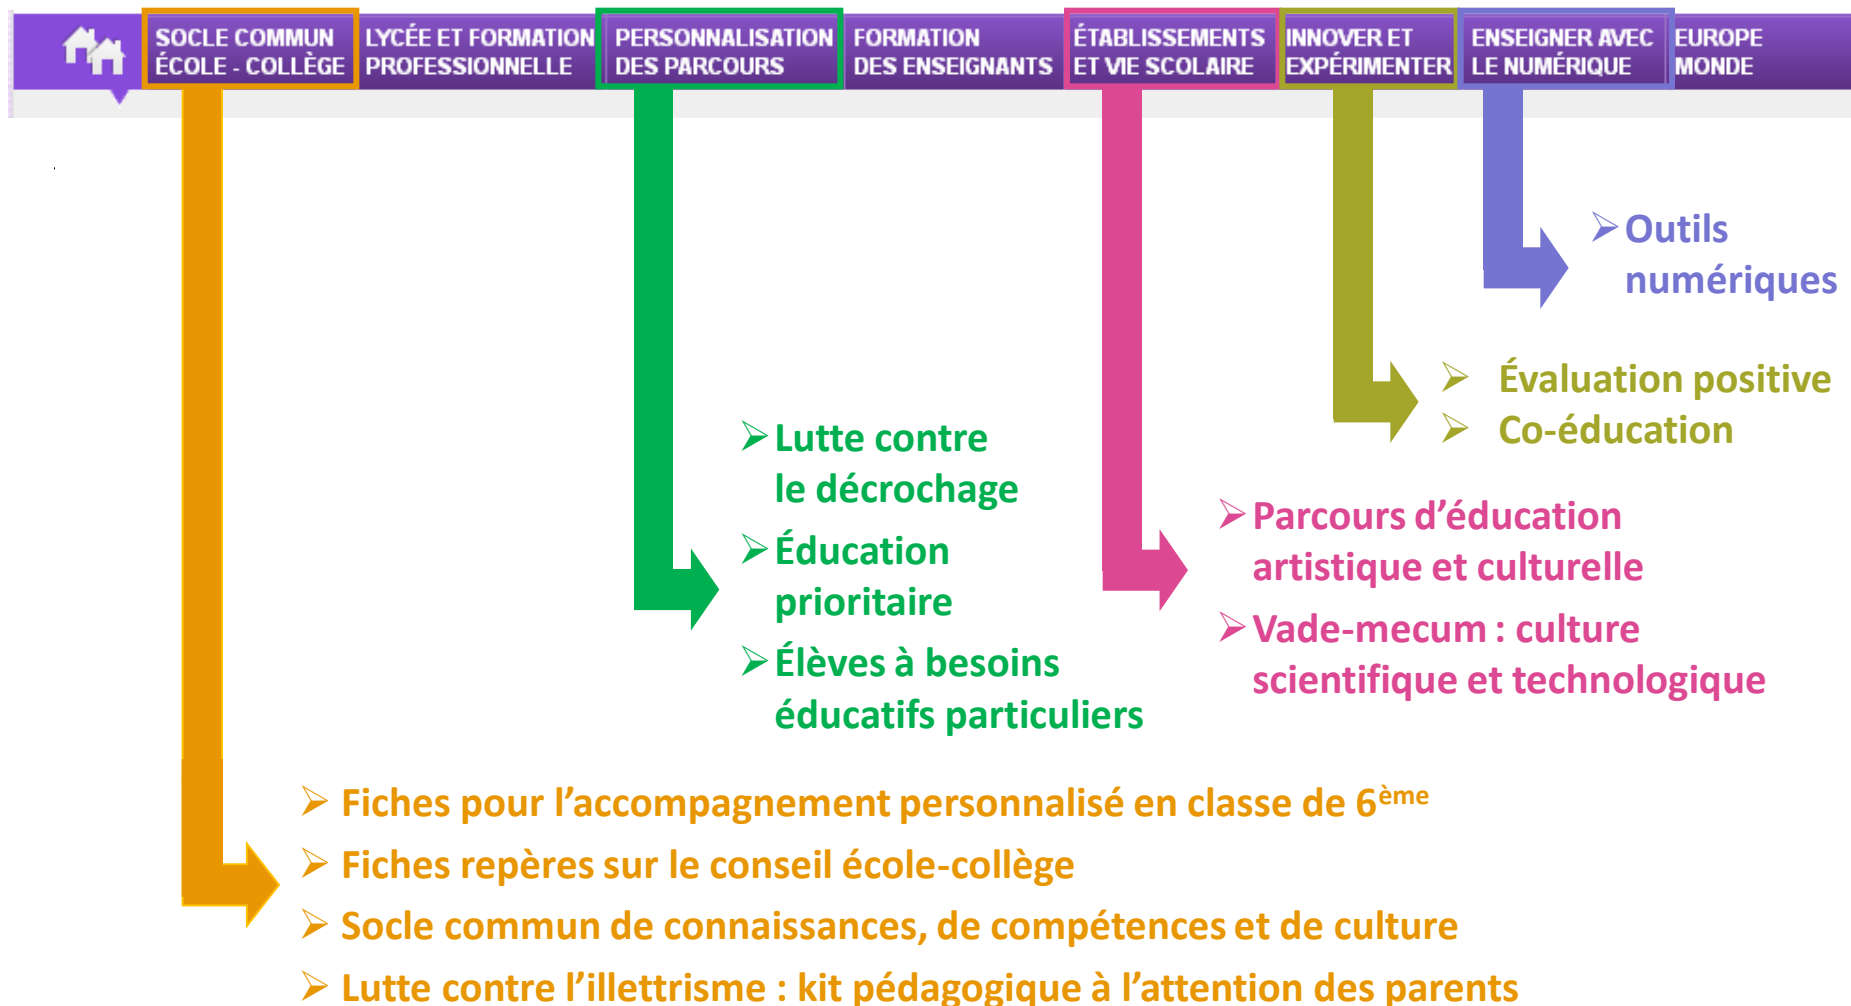 SOCLE COMMUN
ÉCOLE - COLLÈGE
LYCÉE ET FORMATION
PROFESSIONNELLE
PERSONNALISATION
DES PARCOURS
FORMATION
DES ENSEIGNANTS
ÉTABLISSEMENTS
ET VIE SCOLAIRE
INNOVER ET
EXPÉRIMENTER
ENSEIGNER AVEC
LE NUMÉRIQUE
EUROPE
MONDE
Outils
numériques
Évaluation positive
Co-éducation
Lutte contre
le décrochage
Éducation
prioritaire
Élèves à besoins
éducatifs particuliers
Parcours d’éducation
artistique et culturelle
Vade-mecum : culture
scientifique et technologique
Fiches pour l’accompagnement personnalisé en classe de 6ème
Fiches repères sur le conseil école-collège
Socle commun de connaissances, de compétences et de culture
Lutte contre l’illettrisme : kit pédagogique à l’attention des parents